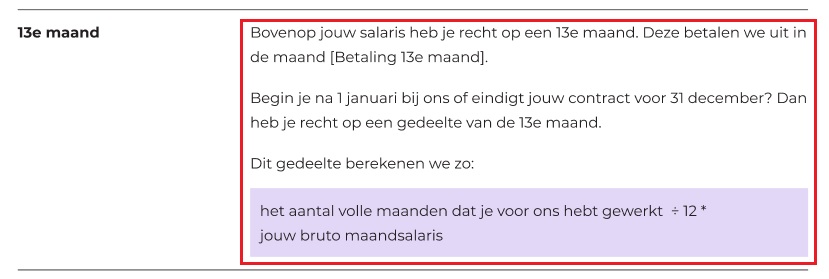 13e maand
Bovenop jouw salaris heb je recht op een 13e maand. Deze betalen we uit in
de maand [Betaling 13e maand].
Begin je na 1 januari bij ons of eindigt jouw contract voor 31 december? Dan
heb je recht op een gedeelte van de 13e maand.
Dit gedeelte berekenen we zo:
het aantal volle maanden dat je voor ons hebt gewerkt ÷ 12 *
jouw bruto maandsalaris